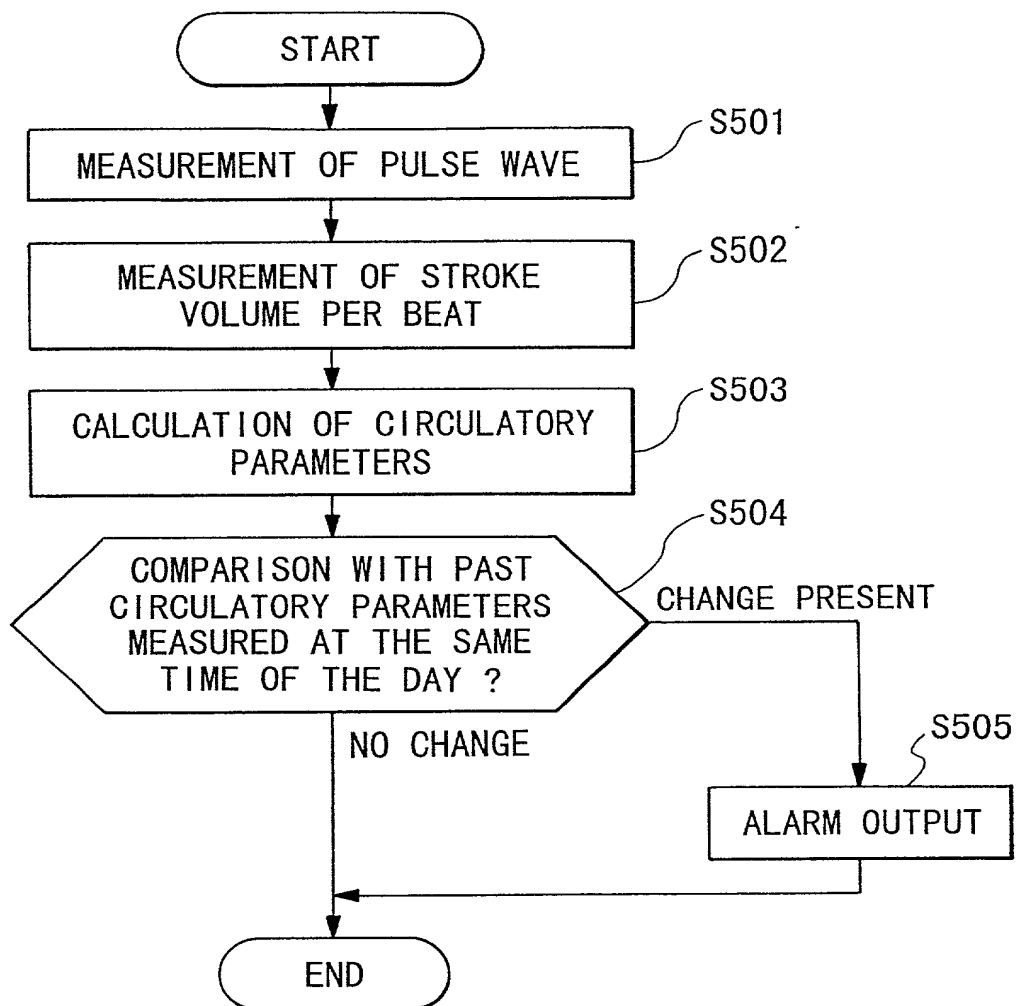 START
S501
MEASUREMENT OF PULSE WAVE
S502
MEASUREMENT OF STROKE
VOLUME PER BEAT
S503
CALCULATION OF CIRCULATORY
PARAMETERS
S504
COMPARISON WITH PAST
CIRCULATORY PARAMETERS
MEASURED AT THE SAME
TIME OF THE DAY ?
CHANGE PRESENT
NO CHANGE
S505
ALARM OUTPUT
END